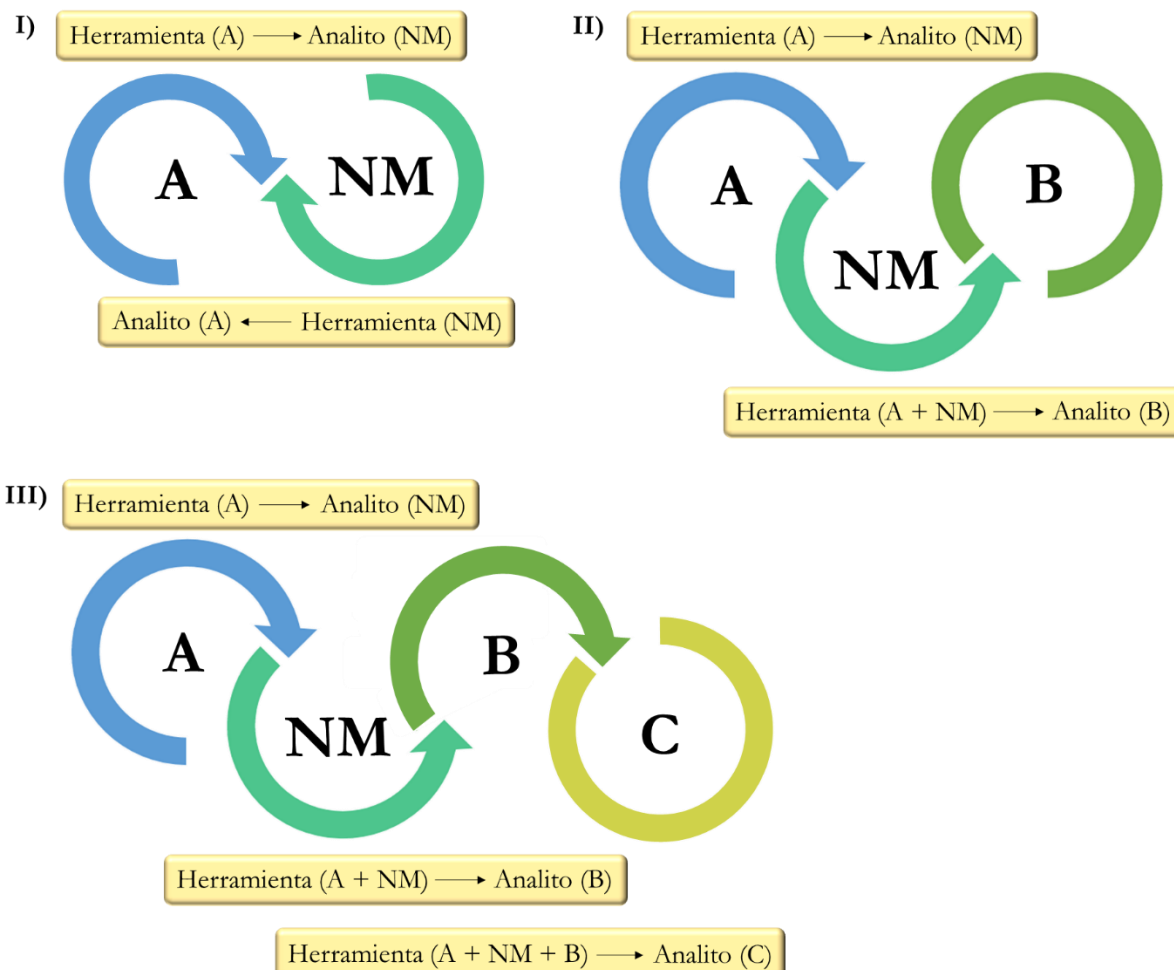 I)
Herramienta (A) ⟶ Analito (NM)
A
NM
Analito (A) ⟵ Herramienta (NM)
II)
Herramienta (A) ⟶ Analito (NM)
A
NM
B
Herramienta (A + NM) ⟶ Analito (B)
III)
Herramienta (A) ⟶ Analito (NM)
A
NM
B
C
Herramienta (A + NM) ⟶ Analito (B)
Herramienta (A + NM + B) ⟶ Analito (C)